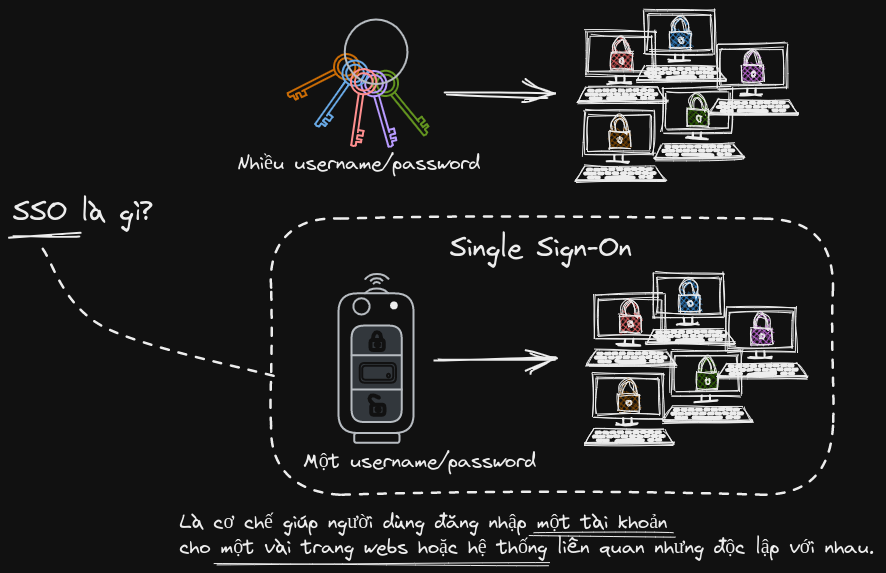 Nhiều username/password
SSO là gì?
Single Sign-On
Một username/password
Là cơ chế giúp người dùng đăng nhập một tài khoản
cho một vài trang webs hoặc hệ thống liên quan nhưng độc lập với nhau.